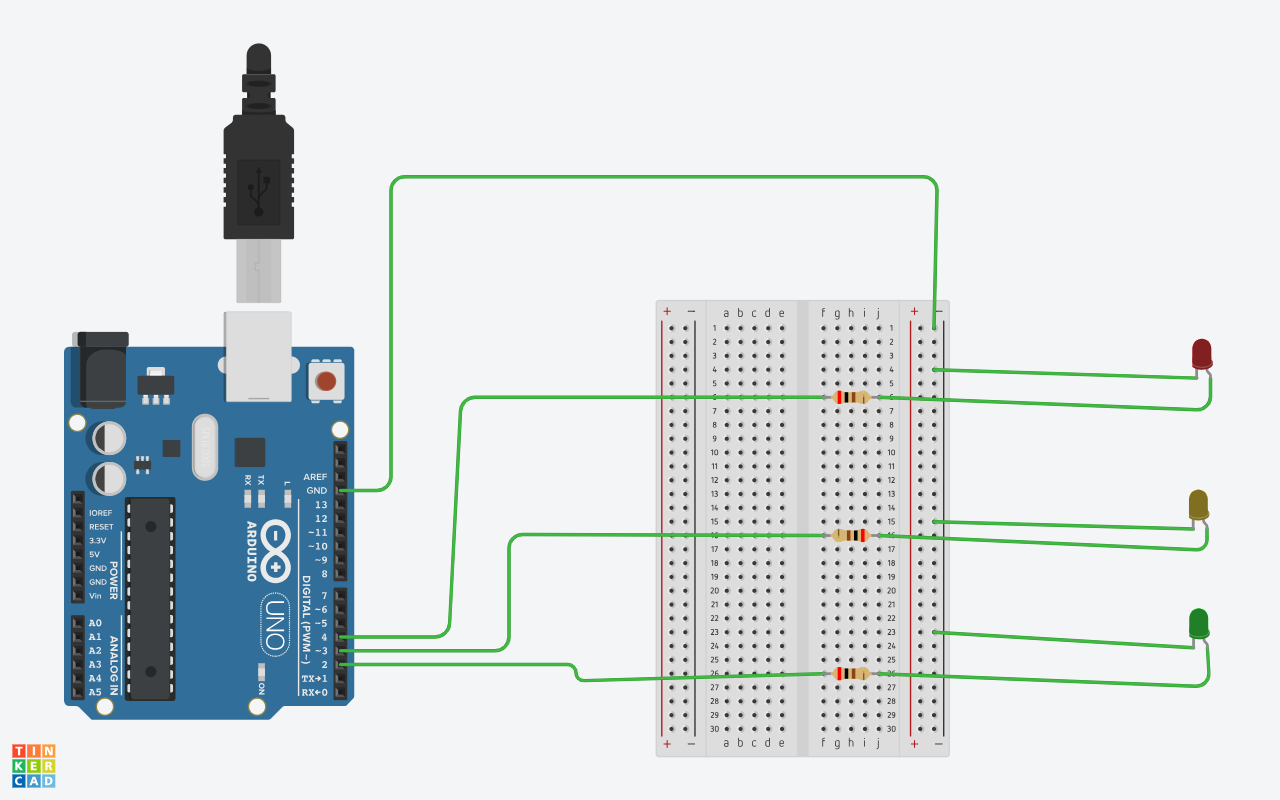 + − a b c d e f g h i j + −
1 1
2 2
3 3
4 4
5 5
6
7 7
8 8
9 9
10 10
11 11
12 12
13 13
14 14
15 15
16
17 17
18 18
19 19
20 20
21 21
22 22
23 23
24 24
25 25
26
27 27
28 28
29 29
30 30
+ − a b c d e f g h i j + −
AREF
GND
13
12
~11
~10
~9
8
7
~6
~5
4
~3
2
TX→1
RX←0
DIGITAL (PWM~)
IOREF
RESET
3.3V
5V
GND
GND
Vin
POWER
A0
A1
A2
A3
A4
A5
ANALOG IN
RX
TX
L
ARDUINO
UNO
ON
TIN
KER
CAD